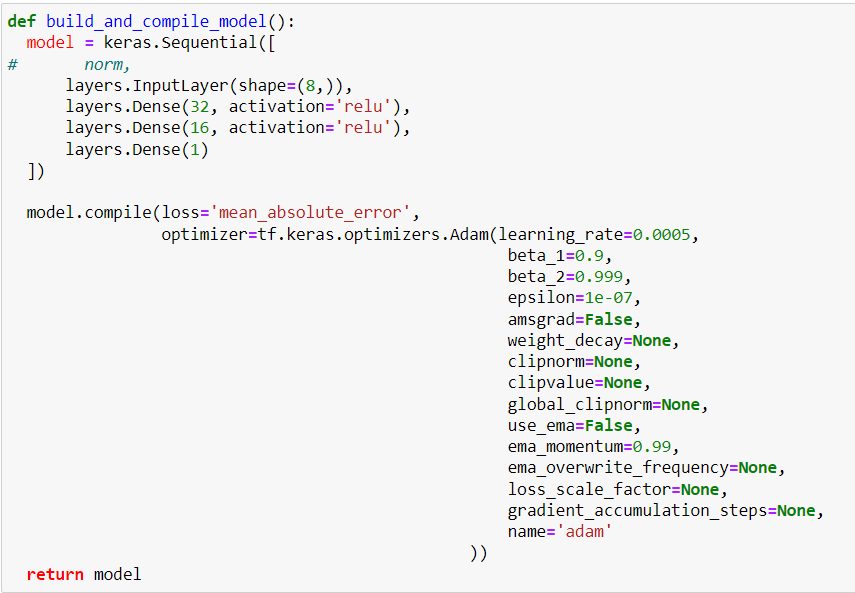 def build_and_compile_model():
  model = keras.Sequential([
#       norm,
      layers.InputLayer(shape=(8,)),
      layers.Dense(32, activation='relu'),
      layers.Dense(16, activation='relu'),
      layers.Dense(1)
  ])
  model.compile(loss='mean_absolute_error',
                optimizer=tf.keras.optimizers.Adam(learning_rate=0.0005,
                                                    beta_1=0.9,
                                                    beta_2=0.999,
                                                    epsilon=1e-07,
                                                    amsgrad=False,
                                                    weight_decay=None,
                                                    clipnorm=None,
                                                    clipvalue=None,
                                                    global_clipnorm=None,
                                                    use_ema=False,
                                                    ema_momentum=0.99,
                                                    ema_overwrite_frequency=None,
                                                    loss_scale_factor=None,
                                                    gradient_accumulation_steps=None,
                                                    name='adam'
                                                ))
  return model